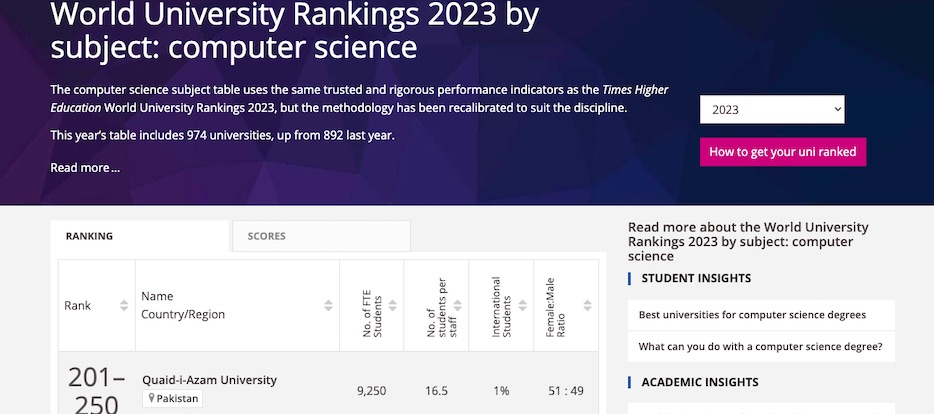 World University Rankings 2023 by
subject: computer science
The computer science subject table uses the same trusted and rigorous performance indicators as the Times Higher
Education World University Rankings 2023, but the methodology has been recalibrated to suit the discipline.
This year's table includes 974 universities, up from 892 last year.
Read more...
2023
How to get your uni ranked
RANKING
SCORES
Rank
Name
Country/Region
No. of FTE
Students
No. of
students per
staff
International
Students
Female:Male
Ratio
201–
250
Quaid-i-Azam University
Pakistan
9,250
16.5
1%
51 : 49
Read more about the World University
Rankings 2023 by subject: computer
science
STUDENT INSIGHTS
Best universities for computer science degrees
What can you do with a computer science degree?
ACADEMIC INSIGHTS